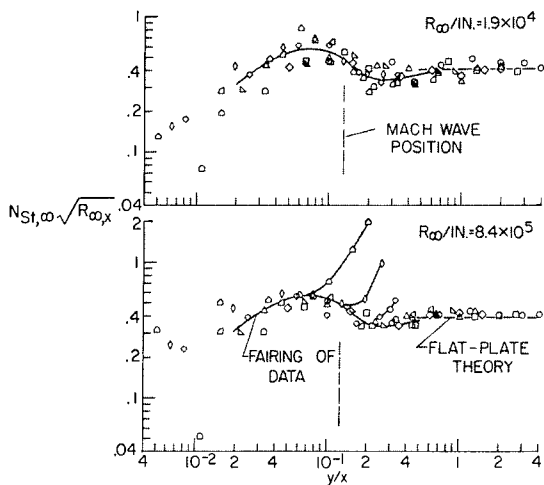 R∞/IN.=1.9×10⁴
1
.4
.2
.1
MACH WAVE
POSITION
N_St,∞ √R∞,x
.04
2
R∞/IN.=8.4×10⁵
1
.4
.2
FAIRING OF
DATA
FLAT-PLATE
THEORY
.1
.04
4 10⁻² 2 4 10⁻¹ 2 4 10⁰ 2 4
y/x